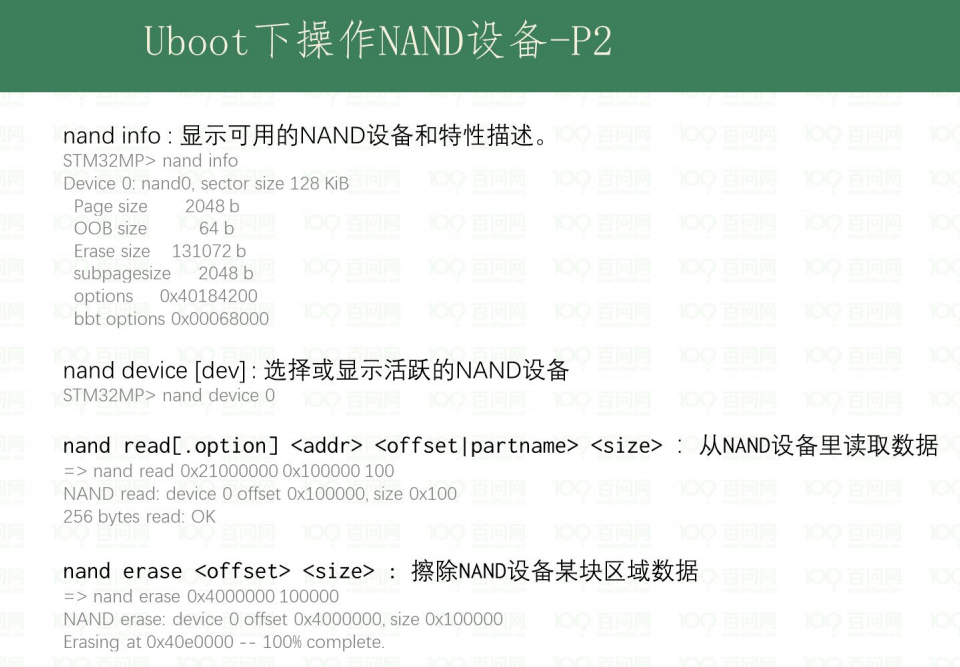 Uboot下操作NAND设备-P2
nand info : 显示可用的NAND设备和特性描述。
STM32MP> nand info
Device 0: nand0, sector size 128 KiB
Page size 2048 b
OOB size 64 b
Erase size 131072 b
subpagesize 2048 b
options 0x40184200
bbt options 0x00068000
nand device [dev] : 选择或显示活跃的NAND设备
STM32MP> nand device 0
nand read[.option] <addr> <offset|partname> <size> : 从NAND设备里读取数据
=> nand read 0x21000000 0x100000 100
NAND read: device 0 offset 0x100000, size 0x100
256 bytes read: OK
nand erase <offset> <size> : 擦除NAND设备某块区域数据
=> nand erase 0x4000000 100000
NAND erase: device 0 offset 0x4000000, size 0x100000
Erasing at 0x40e0000 -- 100% complete.